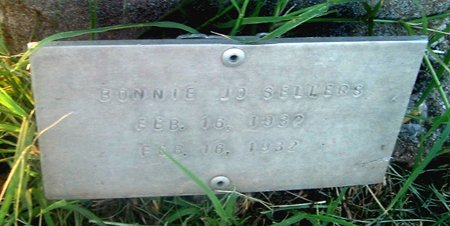 BONNIE JO SELLERS
FEB. 16, 1932
FEB. 16, 1932